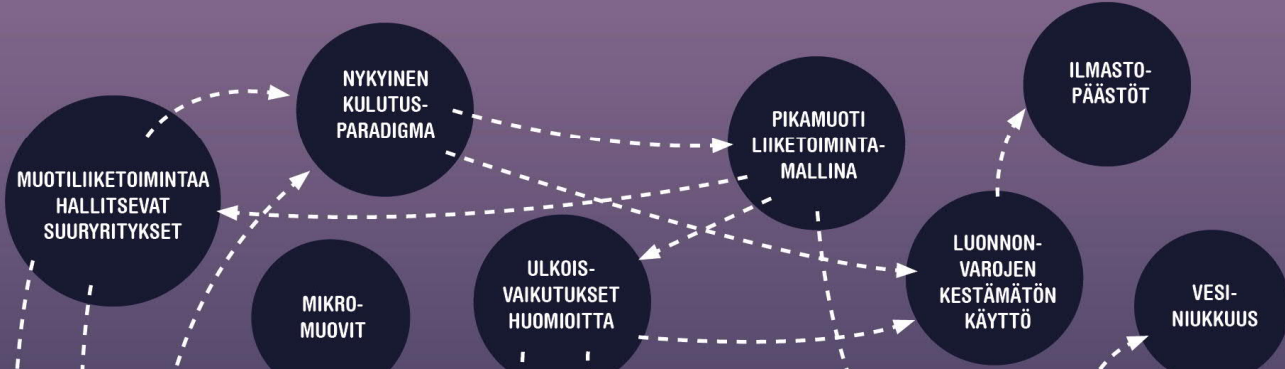 NYKYINEN
KULUTUS-
PARADIGMA
PIKAMUOTI
LIIKETOIMINTA-
MALLINA
ILMASTO-
PÄÄSTÖT
MUOTILIIKETOIMINTAA
HALLITSEVAT
SUURYRITYKSET
MIKRO-
MUOVIT
ULKOIS-
VAIKUTUKSET
HUOMIOITTA
LUONNON-
VAROJEN
KESTÄMÄTÖN
KÄYTTÖ
VESI-
NIUKKUUS